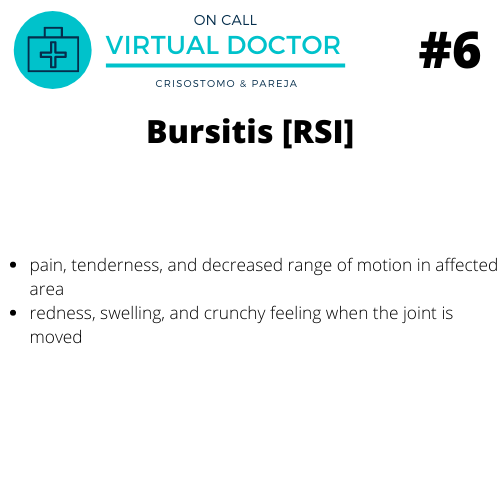 ON CALL
VIRTUAL DOCTOR
CRISOSTOMO & PAREJA
#6
Bursitis [RSI]
• pain, tenderness, and decreased range of motion in affected
area
• redness, swelling, and crunchy feeling when the joint is
moved